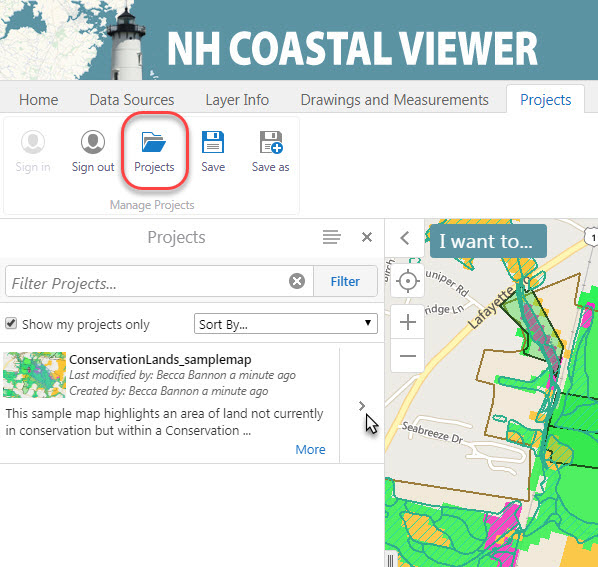 NH COASTAL VIEWER
Home Data Sources Layer Info Drawings and Measurements Projects
Sign in Sign out Projects Save Save as
Manage Projects
Projects
I want to...
Filter Projects... Filter
Show my projects only Sort By...
ConservationLands_samplemap
Last modified by: Becca Bannon a minute ago
Created by: Becca Bannon a minute ago
This sample map highlights an area of land not currently
in conservation but within a Conservation ...
More
1
uniper Rd
ridge Ln
Lafayette
Seabreeze Dr